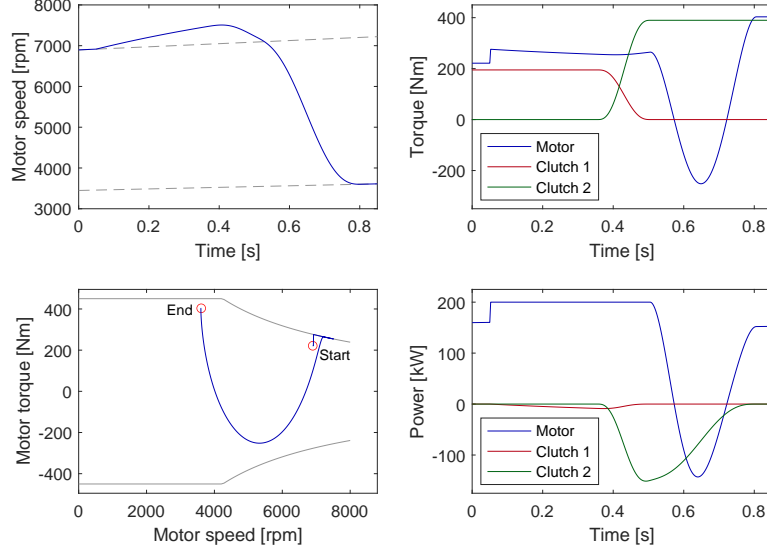 8000
7000
6000
5000
4000
3000
0
0.2
0.4
0.6
0.8
Motor speed [rpm]
Time [s]
400
200
0
-200
0
0.2
0.4
0.6
0.8
Torque [Nm]
Time [s]
Motor
Clutch 1
Clutch 2
400
200
0
-200
-400
0
2000
4000
6000
8000
Motor torque [Nm]
Motor speed [rpm]
End
Start
200
100
0
-100
0
0.2
0.4
0.6
0.8
Power [kW]
Time [s]
Motor
Clutch 1
Clutch 2